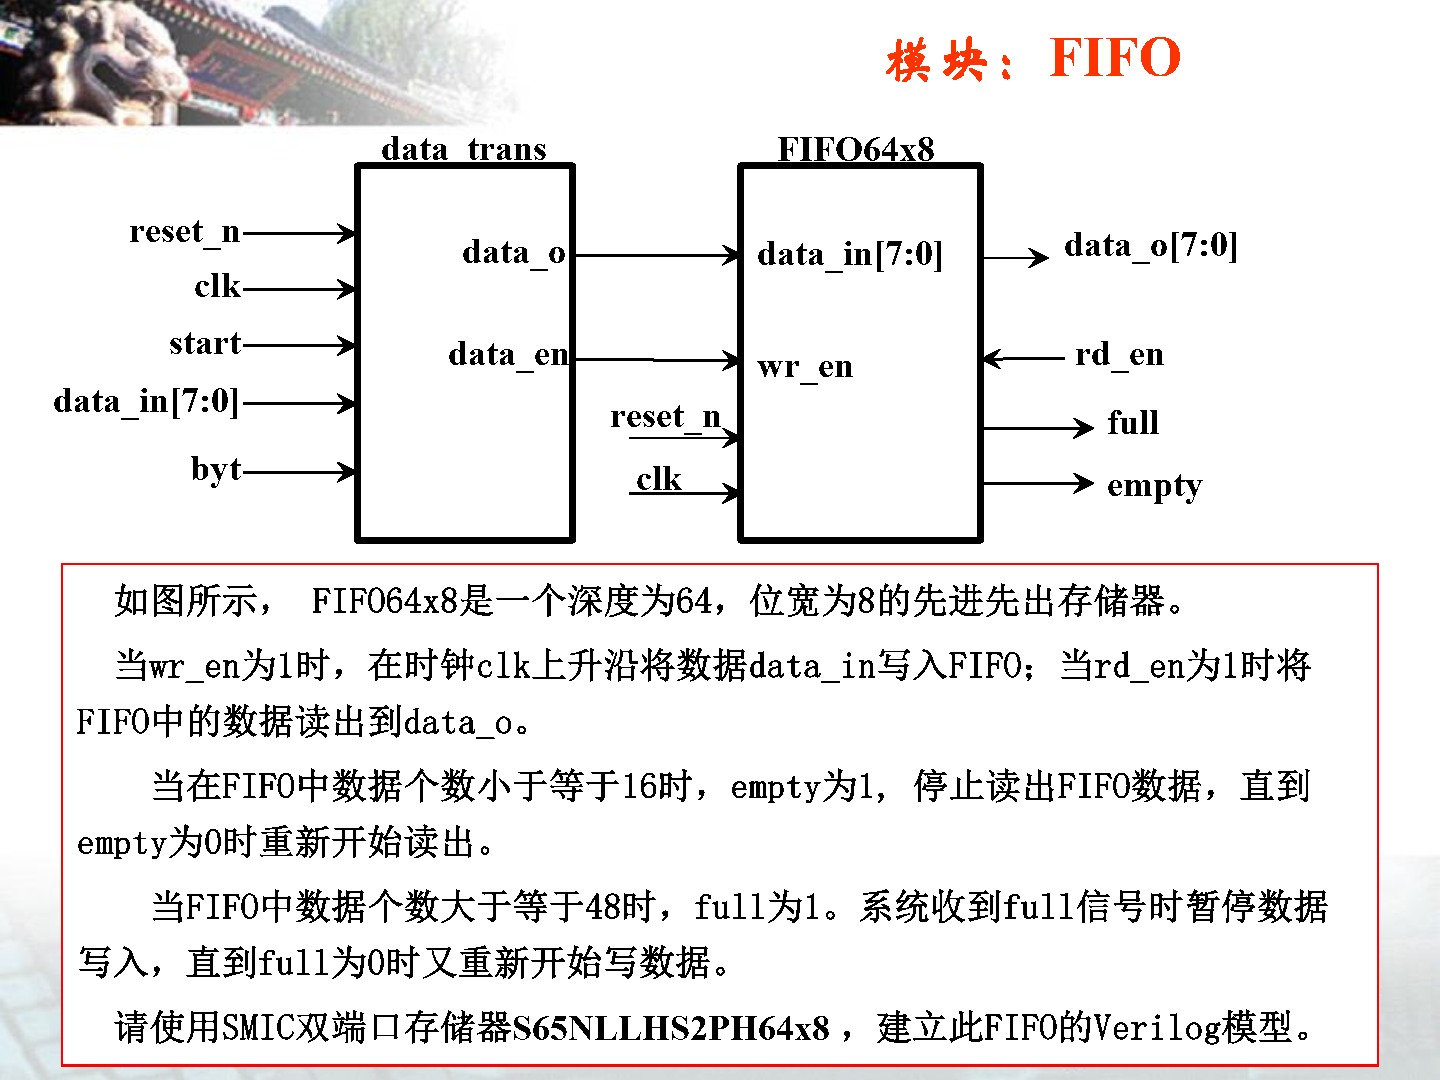 模块：FIFO
data_trans
FIFO64x8
reset_n
clk
start
data_in[7:0]
byt
data_o
data_en
data_in[7:0]
wr_en
reset_n
clk
data_o[7:0]
rd_en
full
empty
如图所示， FIFO64x8是一个深度为64，位宽为8的先进先出存储器。
当wr_en为1时，在时钟clk上升沿将数据data_in写入FIFO；当rd_en为1时将
FIFO中的数据读出到data_o。
当在FIFO中数据个数小于等于16时，empty为1, 停止读出FIFO数据，直到
empty为0时重新开始读出。
当FIFO中数据个数大于等于48时，full为1。系统收到full信号时暂停数据
写入，直到full为0时又重新开始写数据。
请使用SMIC双端口存储器S65NLLHS2PH64x8 ，建立此FIFO的Verilog模型。